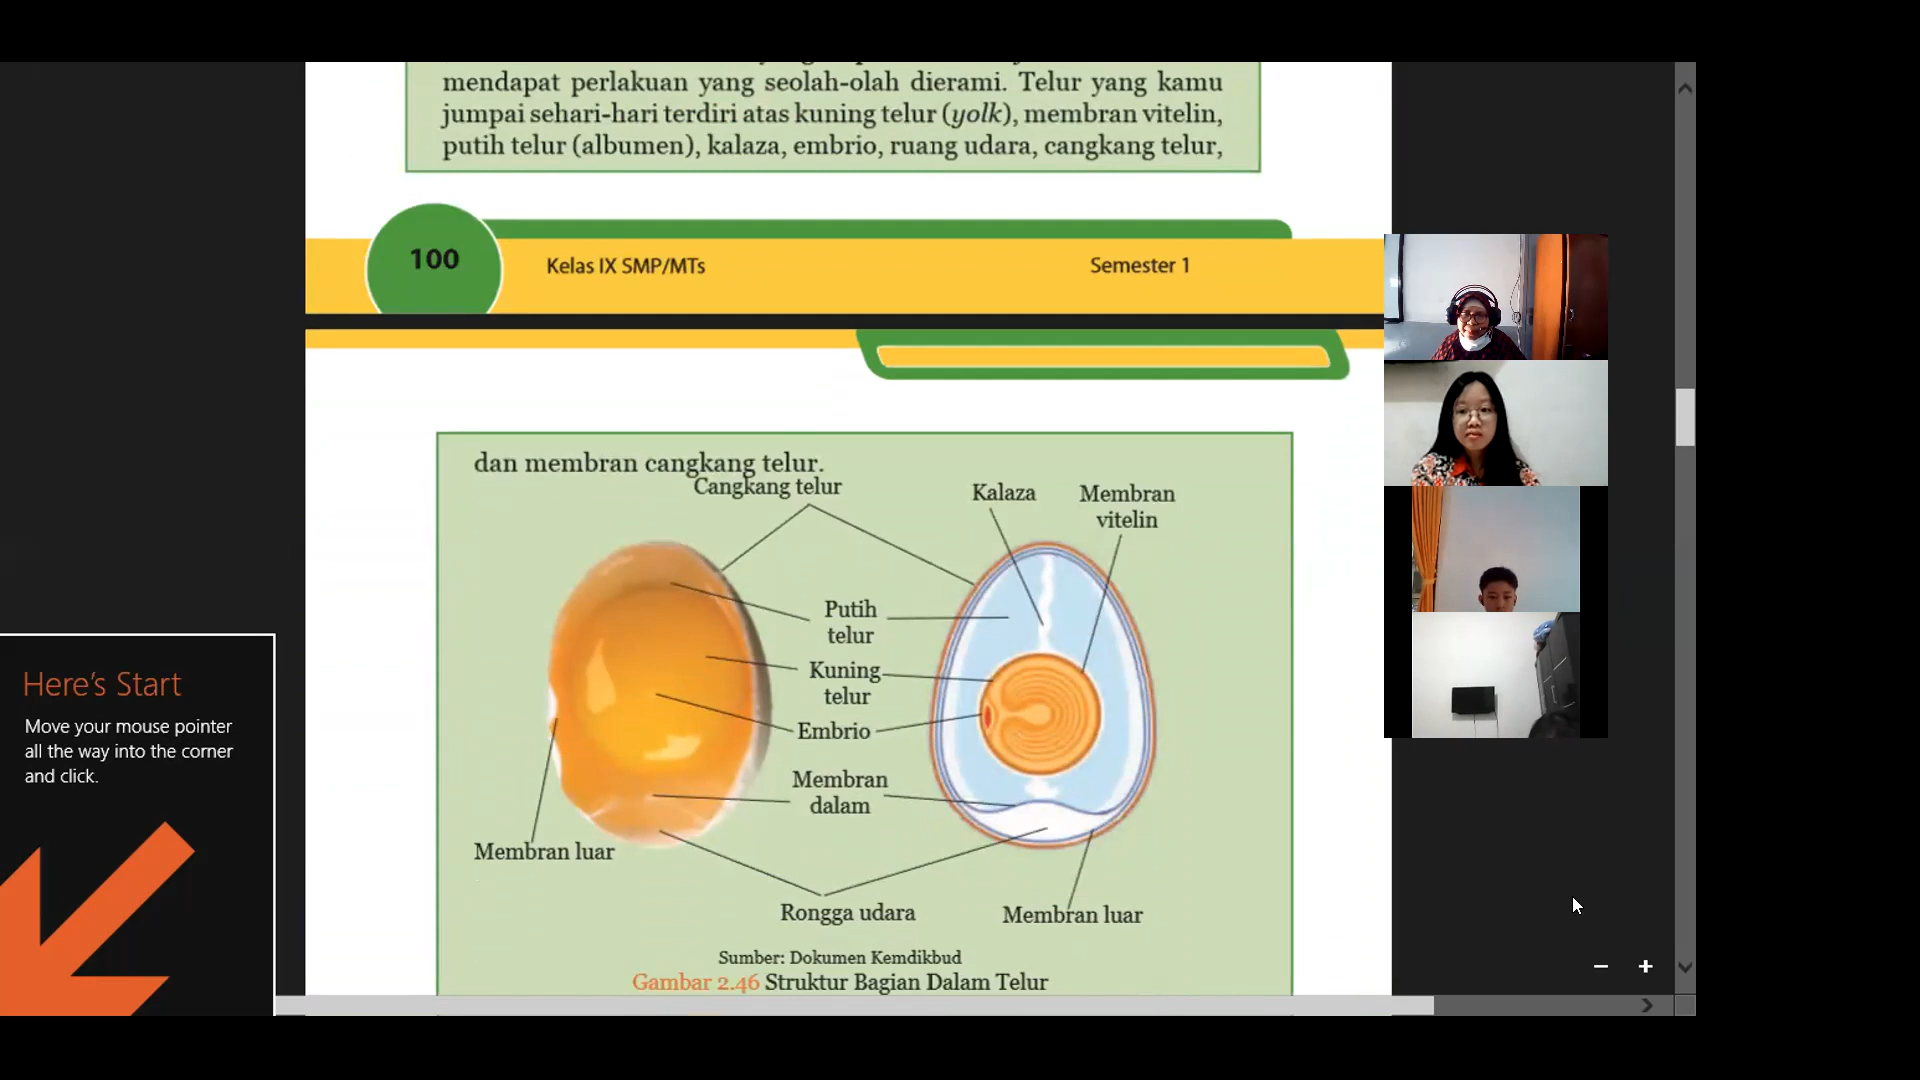 mendapat perlakuan yang seolah-olah dierami. Telur yang kamu
jumpai sehari-hari terdiri atas kuning telur (yolk), membran vitelin,
putih telur (albumen), kalaza, embrio, ruang udara, cangkang telur,
100
Kelas IX SMP/MTs
Semester 1
dan membran cangkang telur.
Cangkang telur
Kalaza
Membran
vitelin
Putih
telur
Kuning
telur
Embrio
Membran
dalam
Membran luar
Rongga udara
Membran luar
Sumber: Dokumen Kemdikbud
Gambar 2.46 Struktur Bagian Dalam Telur
Here's Start
Move your mouse pointer
all the way into the corner
and click.